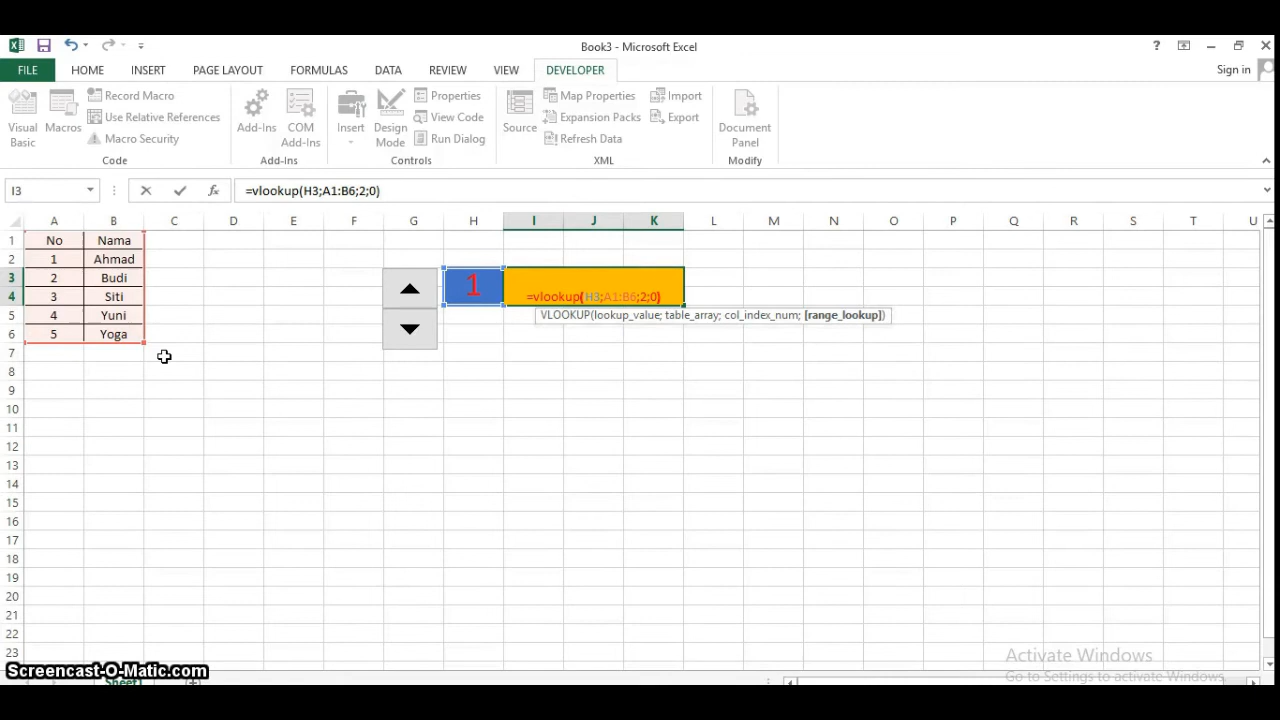 Book3 - Microsoft Excel
?
Sign in
FILE HOME INSERT PAGE LAYOUT FORMULAS DATA REVIEW VIEW DEVELOPER
Visual Basic
Macros
Record Macro
Use Relative References
Macro Security
Code
Add-Ins
COM Add-Ins
Add-Ins
Insert
Design Mode
Properties
View Code
Run Dialog
Controls
Source
Map Properties
Expansion Packs
Refresh Data
Import
Export
XML
Document Panel
Modify
I3
fx
=vlookup(H3;A1:B6;2;0)
A B C D E F G H I J K L M N O P Q R S T U
1 No Nama
2 1 Ahmad
3 2 Budi
4 3 Siti
5 4 Yuni
6 5 Yoga
1
=vlookup(H3;A1:B6;2;0)
VLOOKUP(lookup_value; table_array; col_index_num; [range_lookup])
7
8
9
10
11
12
13
14
15
16
17
18
19
20
21
22
23
Activate Windows
Go to Settings to activate Windows.
Screencast-O-Matic.com
Sheet1